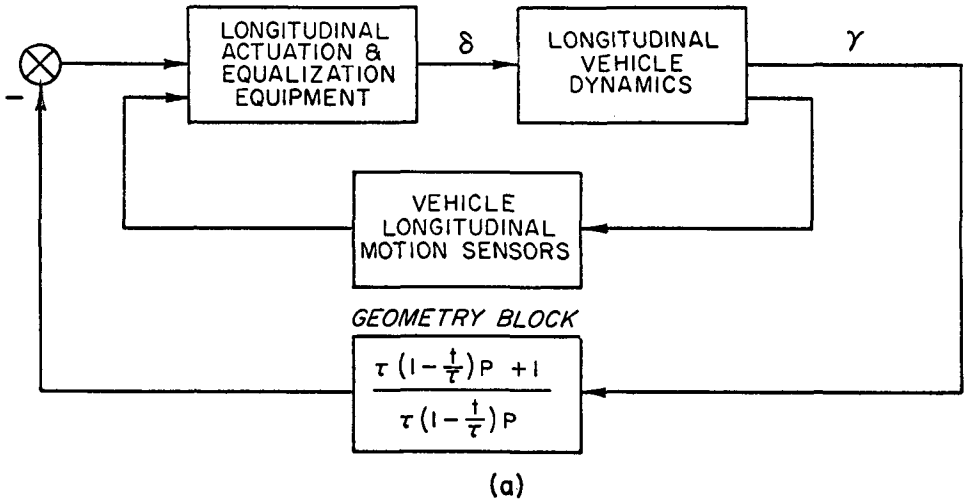 LONGITUDINAL
ACTUATION &
EQUALIZATION
EQUIPMENT
δ
LONGITUDINAL
VEHICLE
DYNAMICS
γ
−
VEHICLE
LONGITUDINAL
MOTION SENSORS
GEOMETRY BLOCK
τ(1-t/τ)P +1
τ(1-t/τ)P
(a)